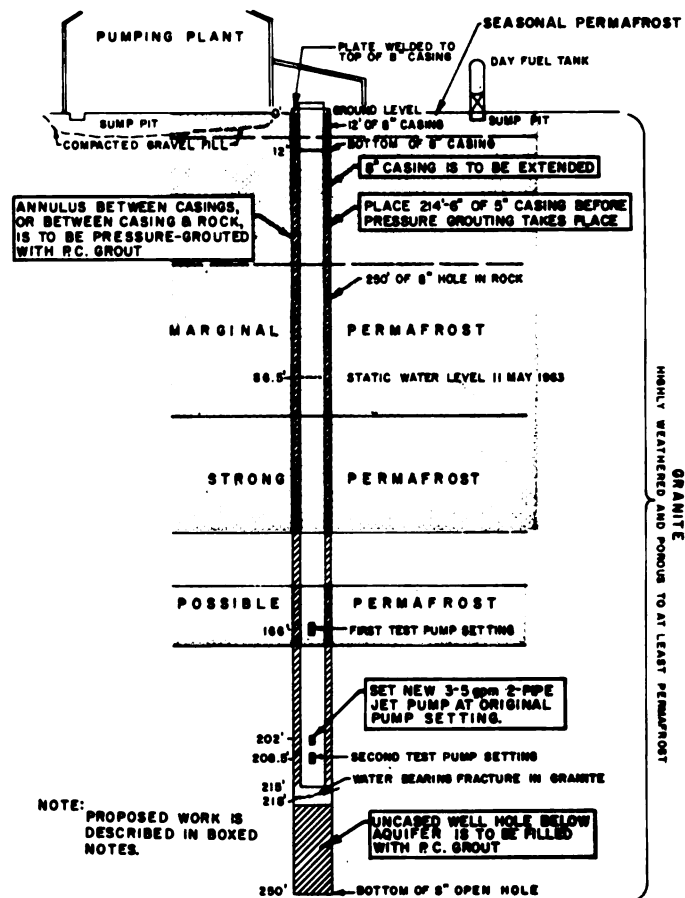 PUMPING PLANT
SEASONAL PERMAFROST
PLATE WELDED TO
TOP OF 8" CASING
DAY FUEL TANK
GROUND LEVEL
SUMP PIT
SUMP PIT
12' OF 8" CASING
COMPACTED GRAVEL FILL
12'
BOTTOM OF 8" CASING
8" CASING IS TO BE EXTENDED
ANNULUS BETWEEN CASINGS,
OR BETWEEN CASING & ROCK,
IS TO BE PRESSURE-GROUTED
WITH P.C. GROUT
PLACE 214'-6" OF 5" CASING BEFORE
PRESSURE GROUTING TAKES PLACE
250' OF 8" HOLE IN ROCK
MARGINAL PERMAFROST
86.5'
STATIC WATER LEVEL 11 MAY 1963
STRONG PERMAFROST
POSSIBLE PERMAFROST
166'
FIRST TEST PUMP SETTING
SET NEW 3-5 gpm 2-PIPE
JET PUMP AT ORIGINAL
PUMP SETTING.
202'
206.5'
SECOND TEST PUMP SETTING
215'
WATER BEARING FRACTURE IN GRANITE
218'
NOTE:
PROPOSED WORK IS
DESCRIBED IN BOXED
NOTES.
UNCASED WELL HOLE BELOW
AQUIFER IS TO BE FILLED
WITH P.C. GROUT
250'
BOTTOM OF 8" OPEN HOLE
GRANITE
HIGHLY WEATHERED AND POROUS TO AT LEAST PERMAFROST